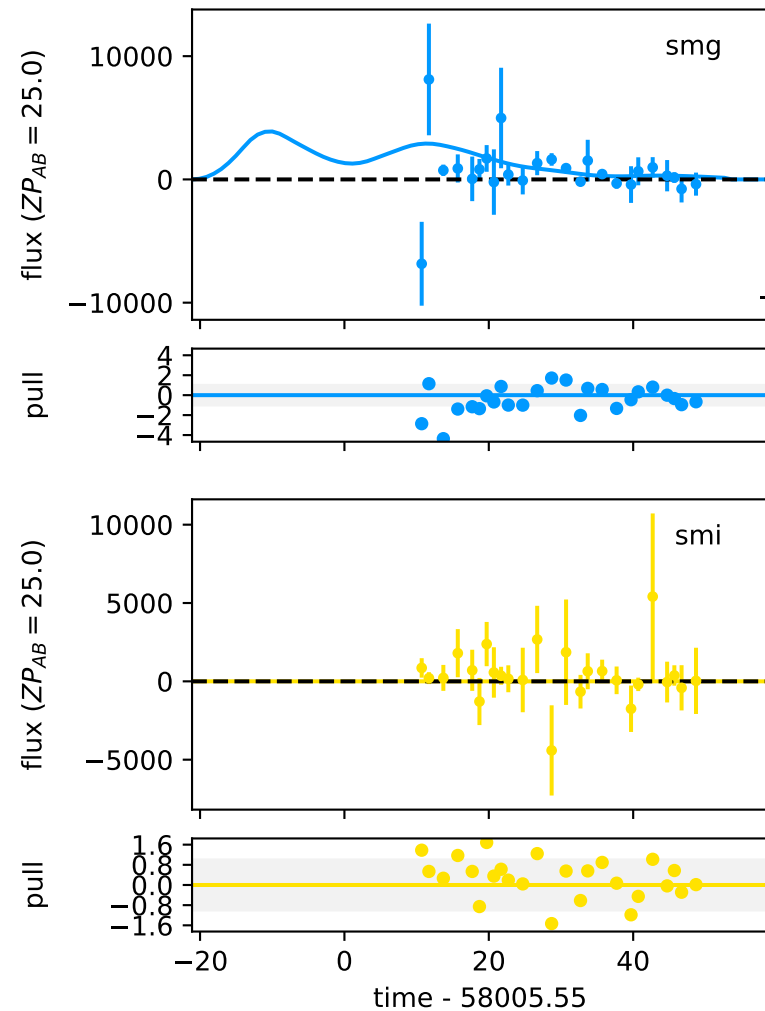 smg
10000
0
−10000
flux (ZP_AB = 25.0)
4
2
0
−2
−4
pull
smi
10000
5000
0
−5000
flux (ZP_AB = 25.0)
1.6
0.8
0.0
−0.8
−1.6
pull
−20 0 20 40
time - 58005.55